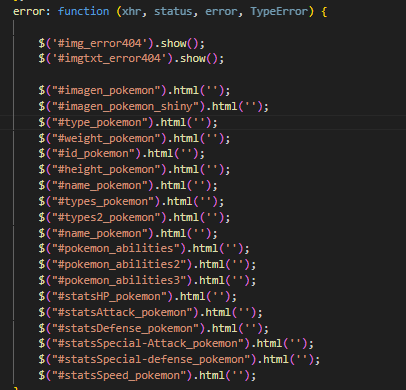 error: function (xhr, status, error, TypeError) {
$('#img_error404').show();
$('#imgtxt_error404').show();
$("#imagen_pokemon").html('');
$("#imagen_pokemon_shiny").html('');
$("#type_pokemon").html('');
$("#weight_pokemon").html('');
$("#id_pokemon").html('');
$("#height_pokemon").html('');
$("#name_pokemon").html('');
$("#types_pokemon").html('');
$("#types2_pokemon").html('');
$("#name_pokemon").html('');
$("#pokemon_abilities").html('');
$("#pokemon_abilities2").html('');
$("#pokemon_abilities3").html('');
$("#statsHP_pokemon").html('');
$("#statsAttack_pokemon").html('');
$("#statsDefense_pokemon").html('');
$("#statsSpecial-Attack_pokemon").html('');
$("#statsSpecial-defense_pokemon").html('');
$("#statsSpeed_pokemon").html('');